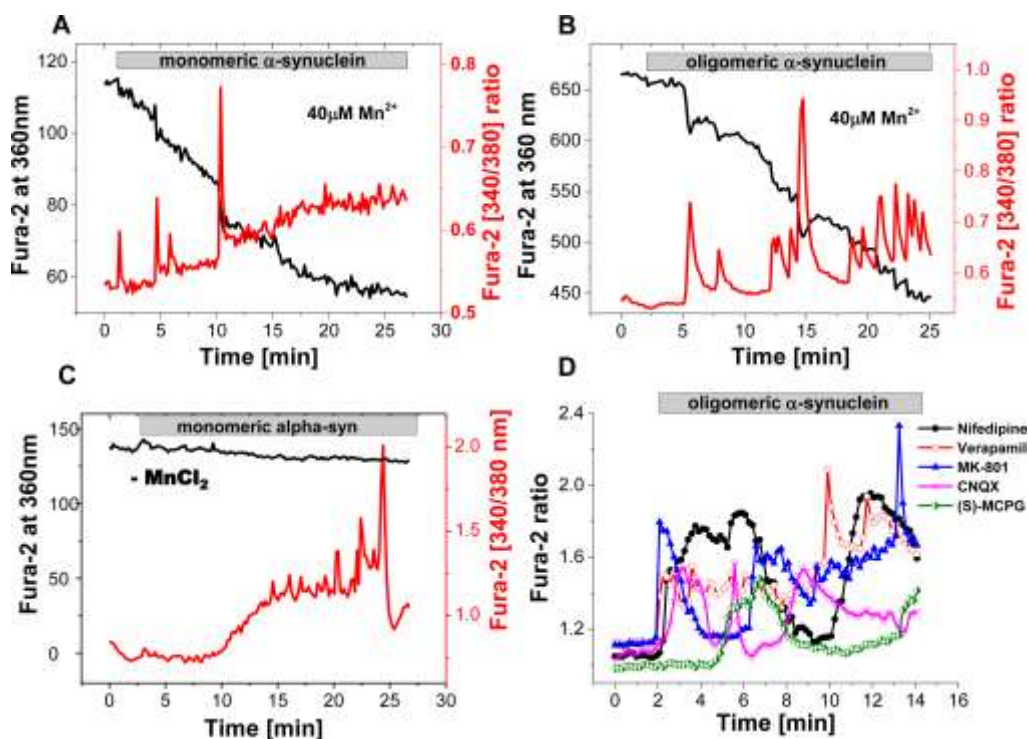 A
monomeric α-synuclein
40μM Mn²⁺
Fura-2 at 360nm
120
100
80
60
Fura-2 [340/380] ratio
0.8
0.7
0.6
0.5
0 5 10 15 20 25 30
Time [min]
B
oligomeric α-synuclein
40μM Mn²⁺
Fura-2 at 360 nm
650
600
550
500
450
Fura-2 [340/380] ratio
1.0
0.9
0.8
0.7
0.6
0 5 10 15 20 25
Time [min]
C
monomeric alpha-syn
- MnCl₂
Fura-2 at 360nm
150
125
100
75
50
25
0
Fura-2 [340/380 nm]
2.0
1.5
1.0
0 5 10 15 20 25 30
Time [min]
D
oligomeric α-synuclein
Nifedipine
Verapamil
MK-801
CNQX
(S)-MCPG
Fura-2 ratio
2.4
2.0
1.6
1.2
0 2 4 6 8 10 12 14 16
Time [min]